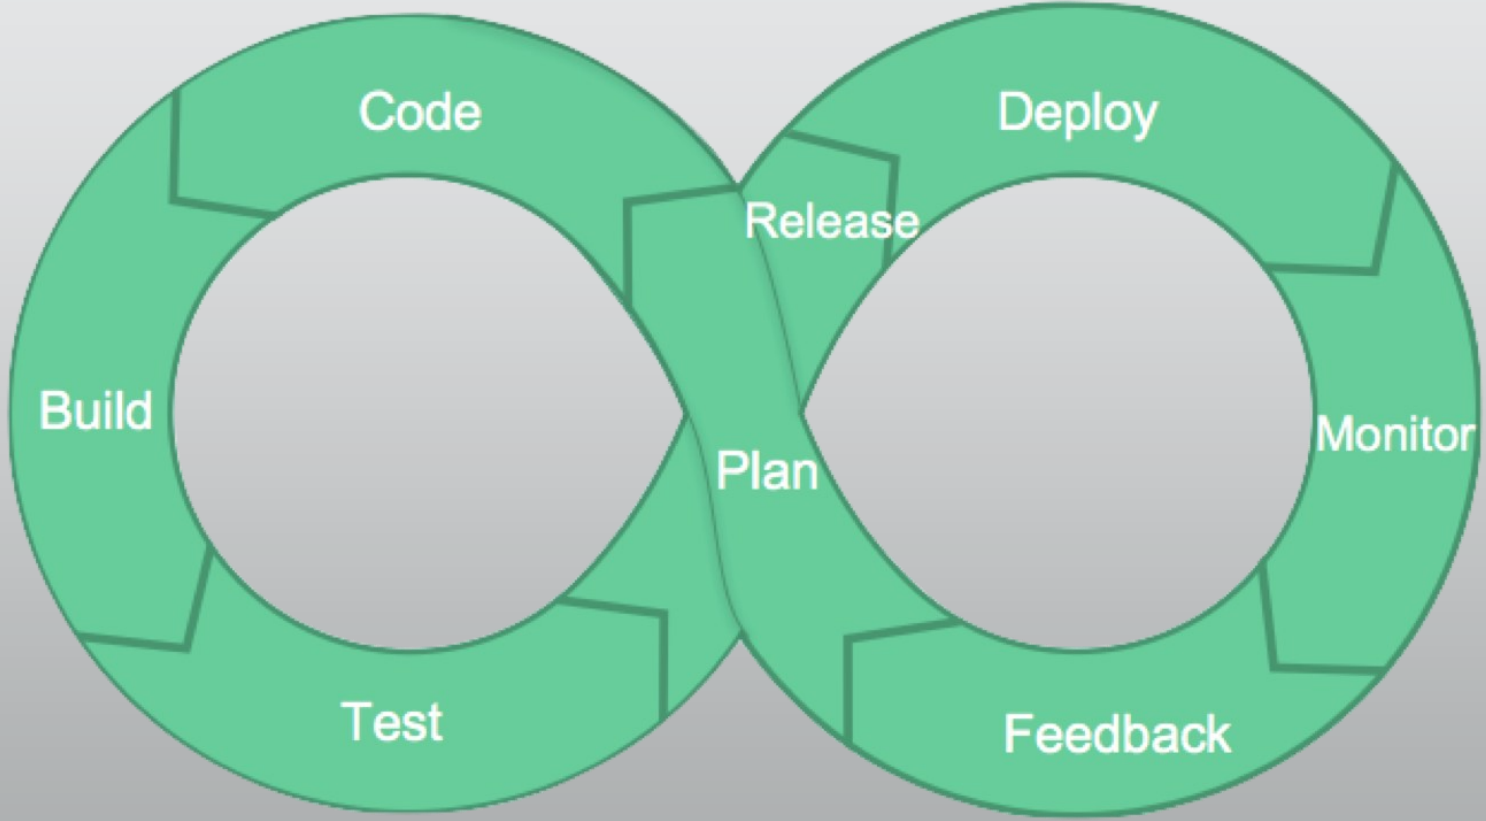 Code
Deploy
Release
Build
Monitor
Plan
Test
Feedback